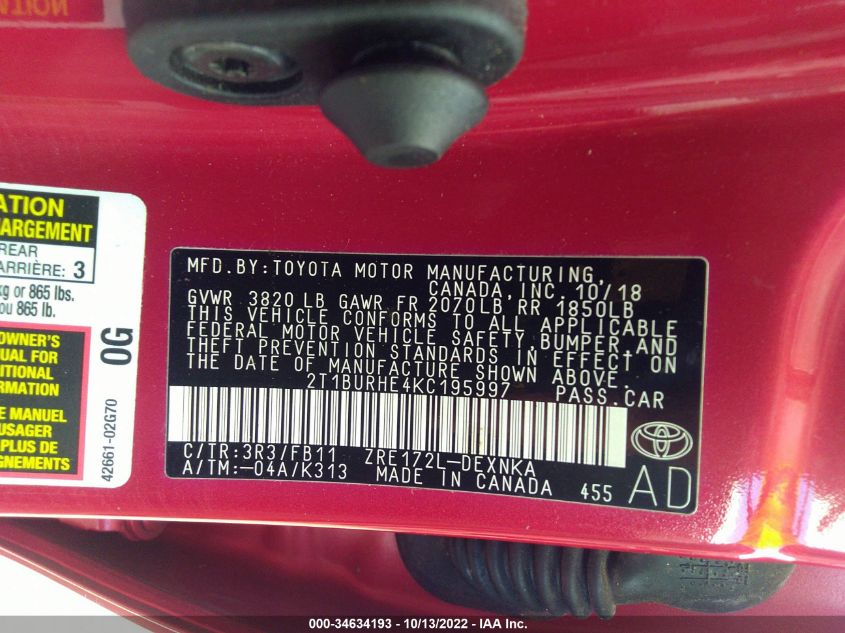 ATION
ATION
HARGEMENT
REAR
ARRIÈRE: 3
kg or 865 lbs.
ou 865 lb.
OWNER'S
MANUAL FOR
DITIONAL
ORMATION
E MANUEL
USAGER
PLUS DE
EIGNEMENTS
0G
42661-02G70
MFD.BY:TOYOTA MOTOR MANUFACTURING
CANADA, INC. 10/18
GVWR 3820 LB GAWR FR 2070LB RR 1850LB
THIS VEHICLE CONFORMS TO ALL APPLICABLE
FEDERAL MOTOR VEHICLE SAFETY, BUMPER, AND
THEFT PREVENTION STANDARDS IN EFFECT ON
THE DATE OF MANUFACTURE SHOWN ABOVE.
2T1BURHE4KC195997 PASS.CAR
C/TR:3R3/FB11 ZRE172L-DEXNKA
A/TM:-04A/K313 MADE IN CANADA 455
AD
000-34634193 - 10/13/2022 - IAA Inc.